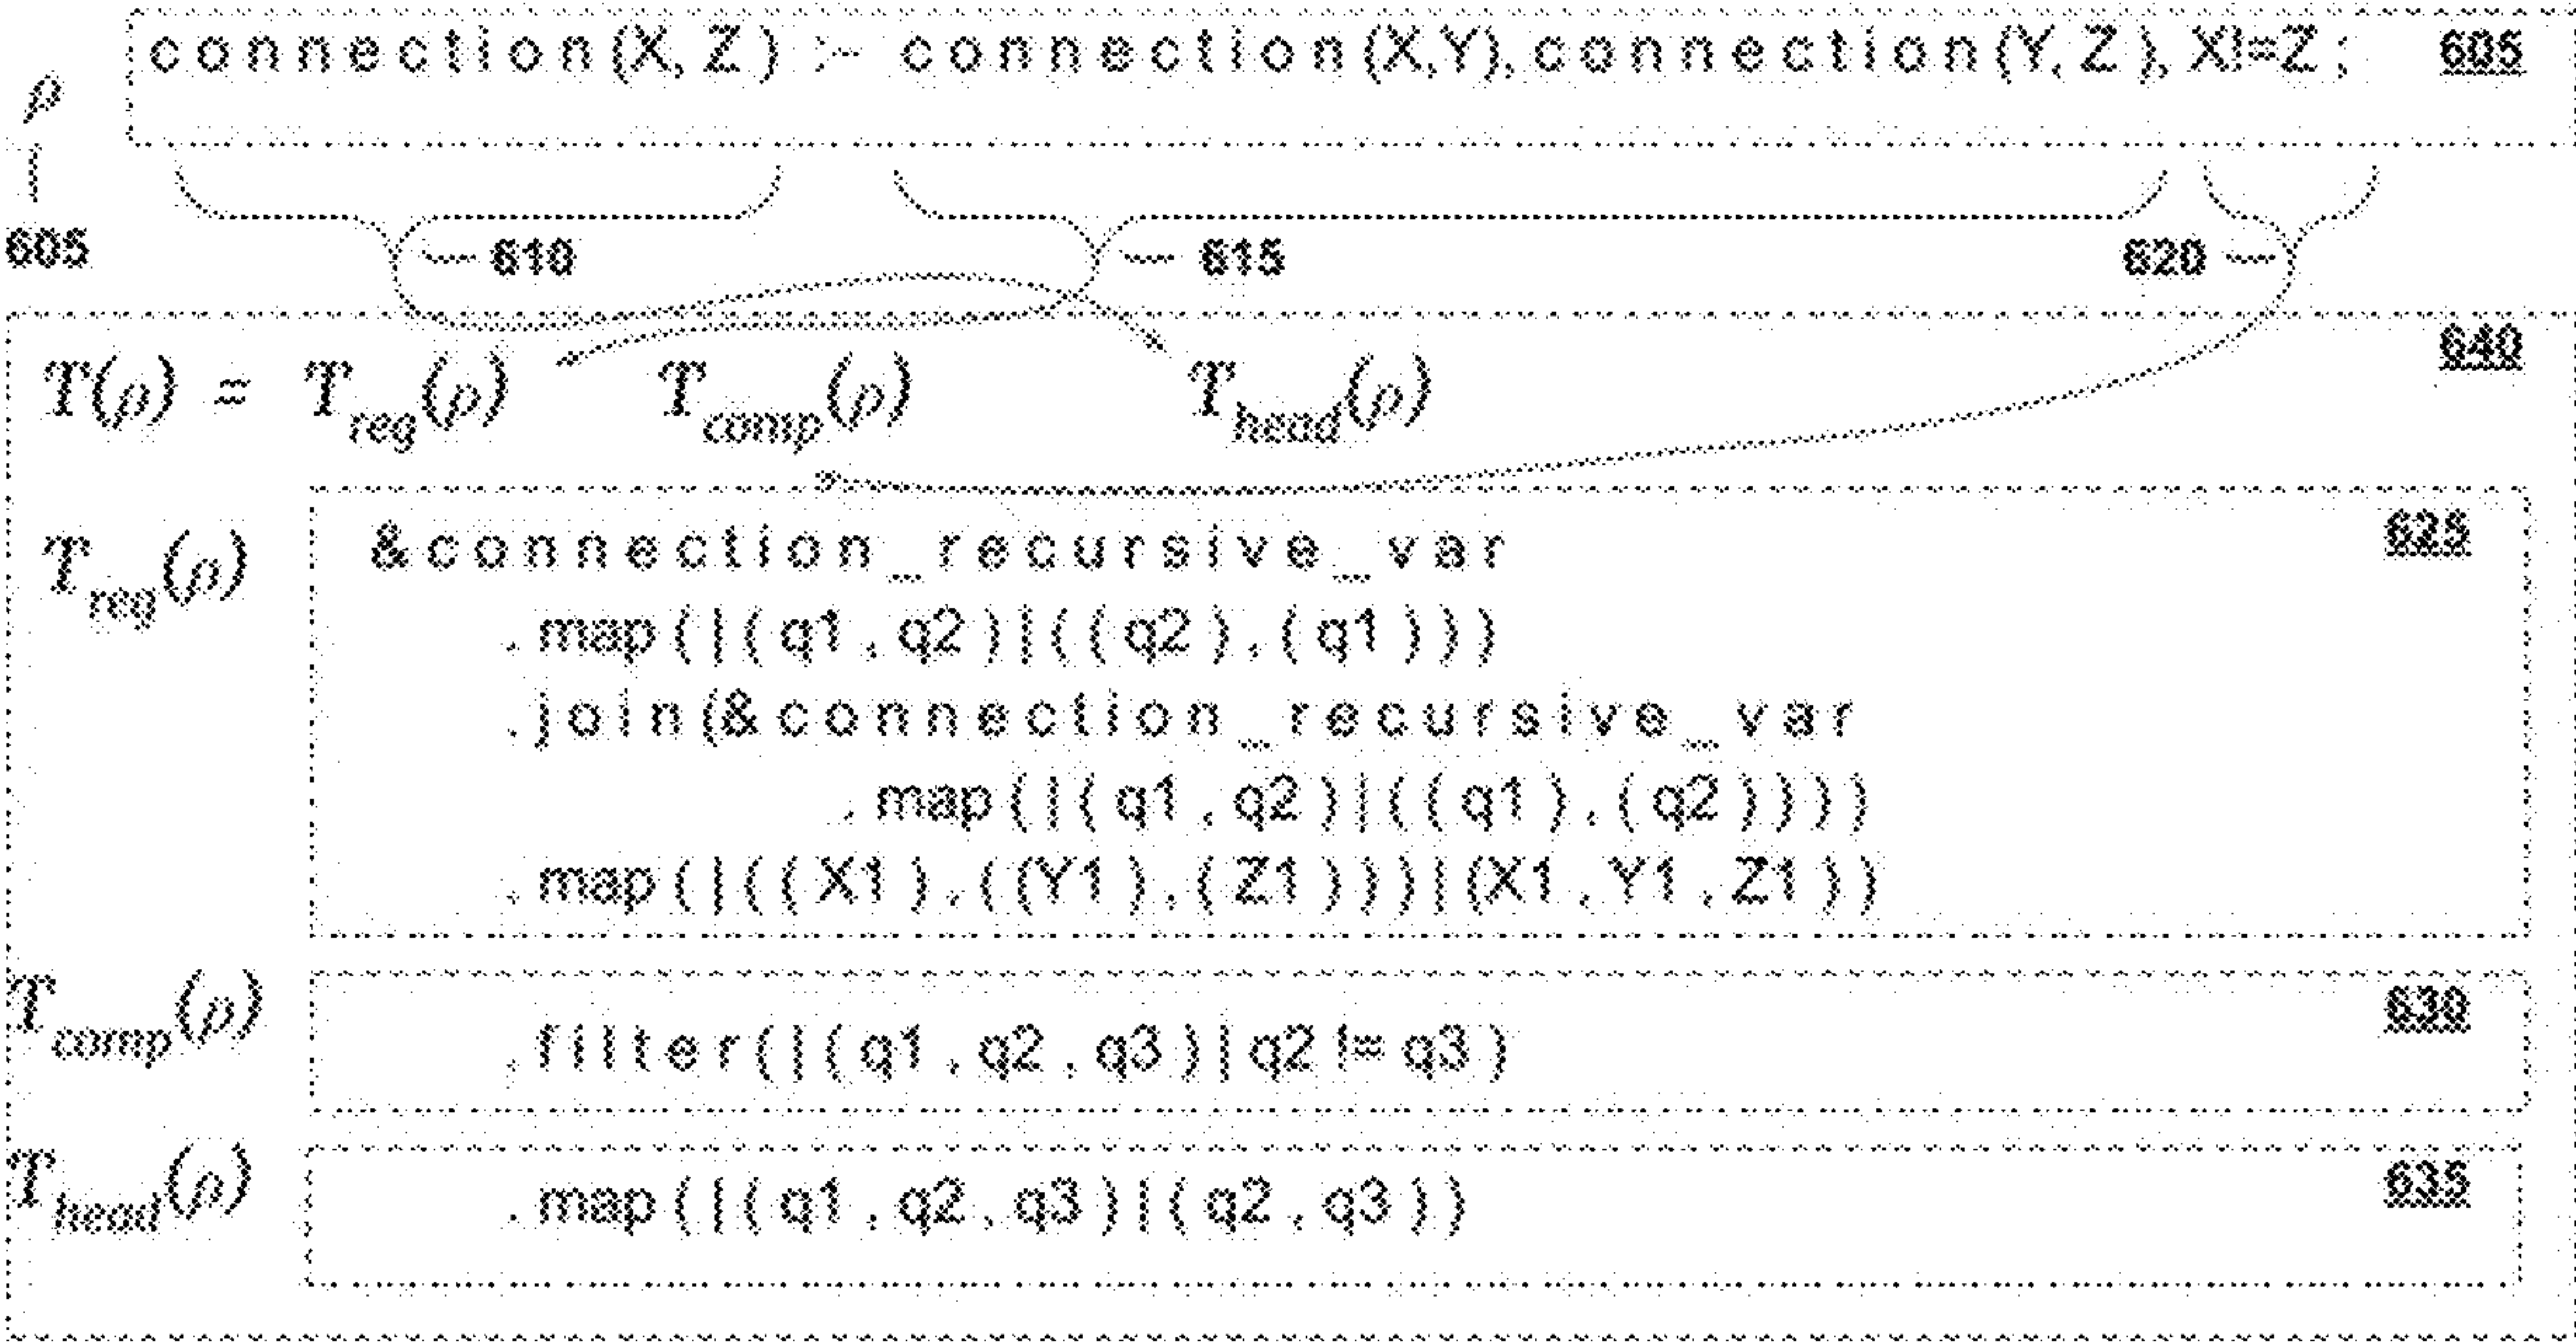 connection(X, Z) :- connection(X,Y),connection(Y, Z), X!=Z; 605
ρ
605
610 615 620
640
T(ρ) = T_reg(ρ) T_comp(ρ) T_head(ρ)
T_reg(ρ) &connection_recursive_var 625
.map(|(q1,q2)|((q2),(q1)))
.join(&connection_recursive_var
.map(|(q1,q2)|((q1),(q2))))
.map(|((X1),((Y1),(Z1)))|(X1,Y1,Z1))
T_comp(ρ) .filter(|(q1,q2,q3)|q2!=q3) 630
T_head(ρ) .map(|(q1,q2,q3)|(q2,q3)) 635